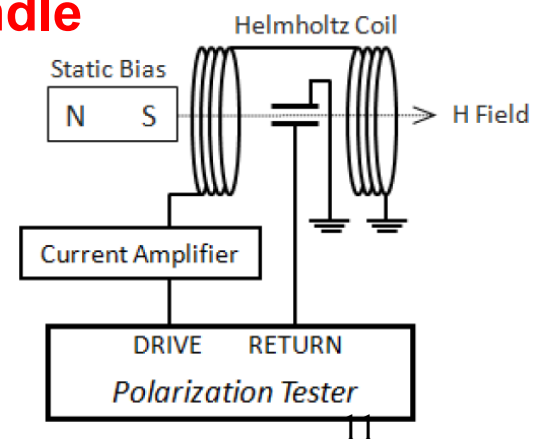 ndle
Helmholtz Coil
Static Bias
N S
H Field
Current Amplifier
DRIVE RETURN
Polarization Tester